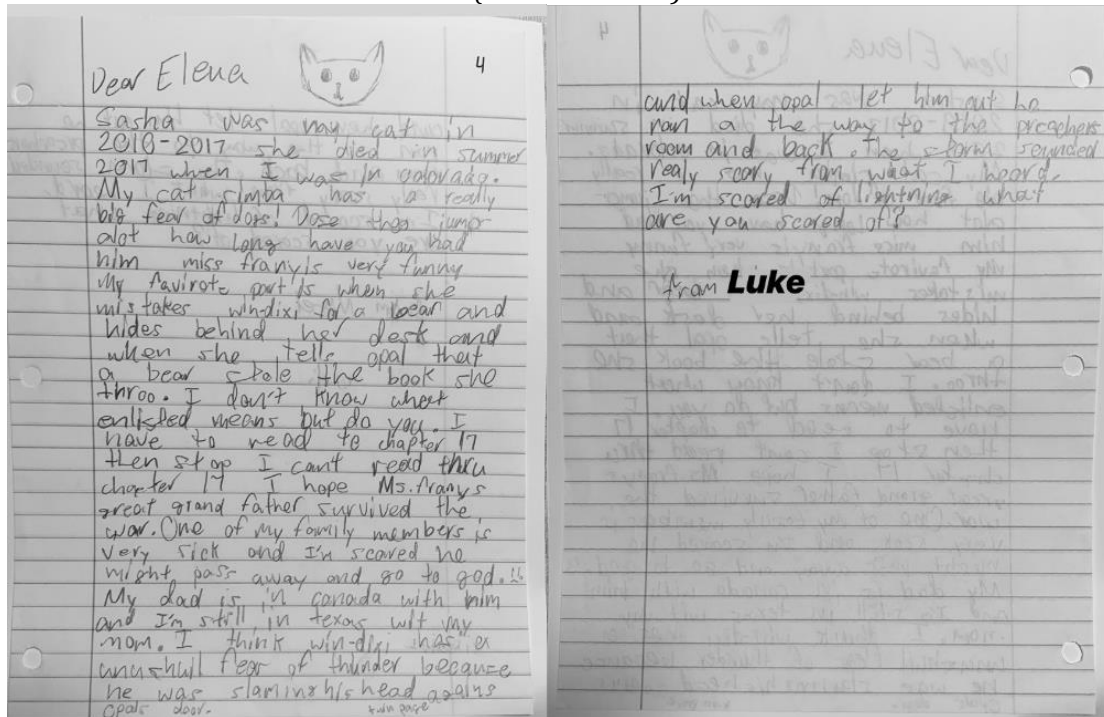 Dear Elena
4
Sasha was my cat in
2016-2017 she died in summer
2017 when I was in colorado.
My cat simba has a really
big fear of dogs! Dose theo jump
alot how long have you had
him miss franyis very funny
My favirote part is when she
mistakes win-dixi for a bear and
hides behind her desk and
when she tells opal that
a bear stole the book she
throo. I don't know whert
enlisted means but do you. I
have to read to chapter 17
then stop I cant read thru
chapter 17 I hope Ms.franys
great grand father survived the
war. One of my family members is
very sick and I'm scared he
might pass away and go to god.
My dad is in canada with him
and I'm still in texas wit my
mom. I think win-dixi has a
unushuil fear of thunder because
he was slaming his head agains
opals door. turn page
and when opal let him out he
ran a the way to the preachers
room and back. the storm sounded
realy scary from what I heard.
I'm scared of lightning what
are you scared of?
from Luke